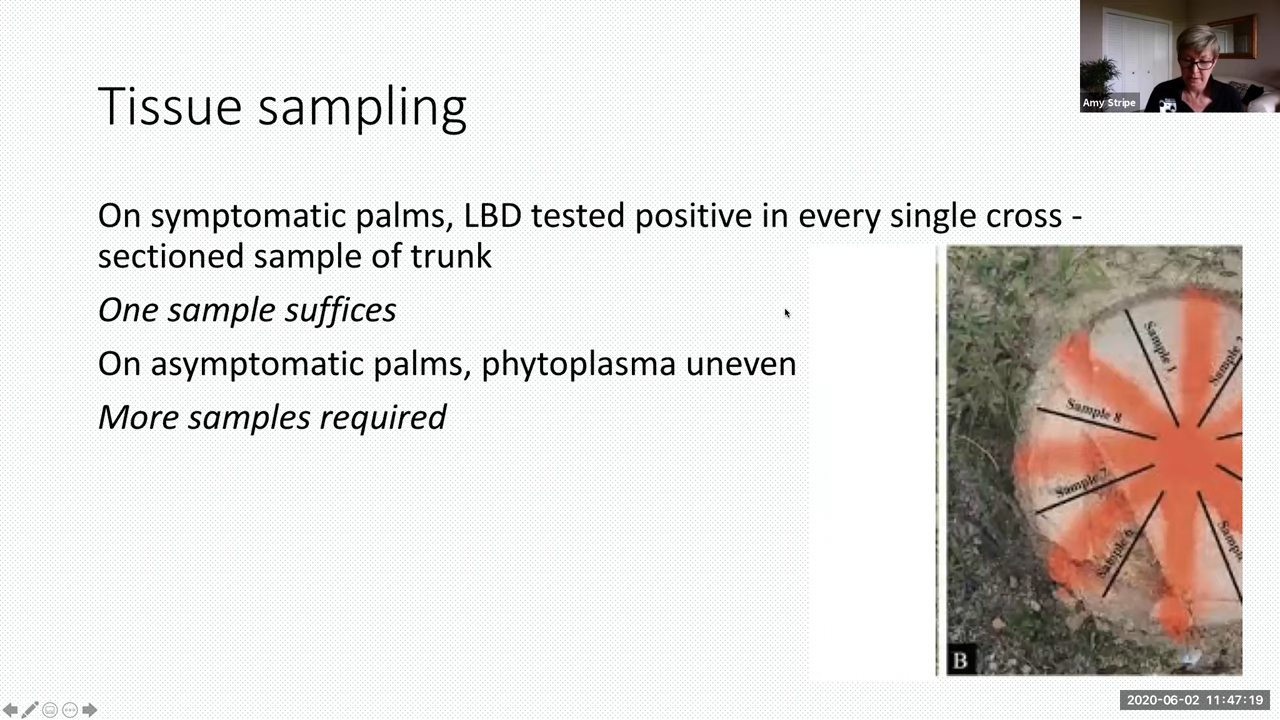 Tissue sampling
Amy Stripe
On symptomatic palms, LBD tested positive in every single cross -
sectioned sample of trunk
One sample suffices
On asymptomatic palms, phytoplasma uneven
More samples required
Sample 1
Sample
Sample 8
Sample 7
Sample 6
B
2020-06-02 11:47:19